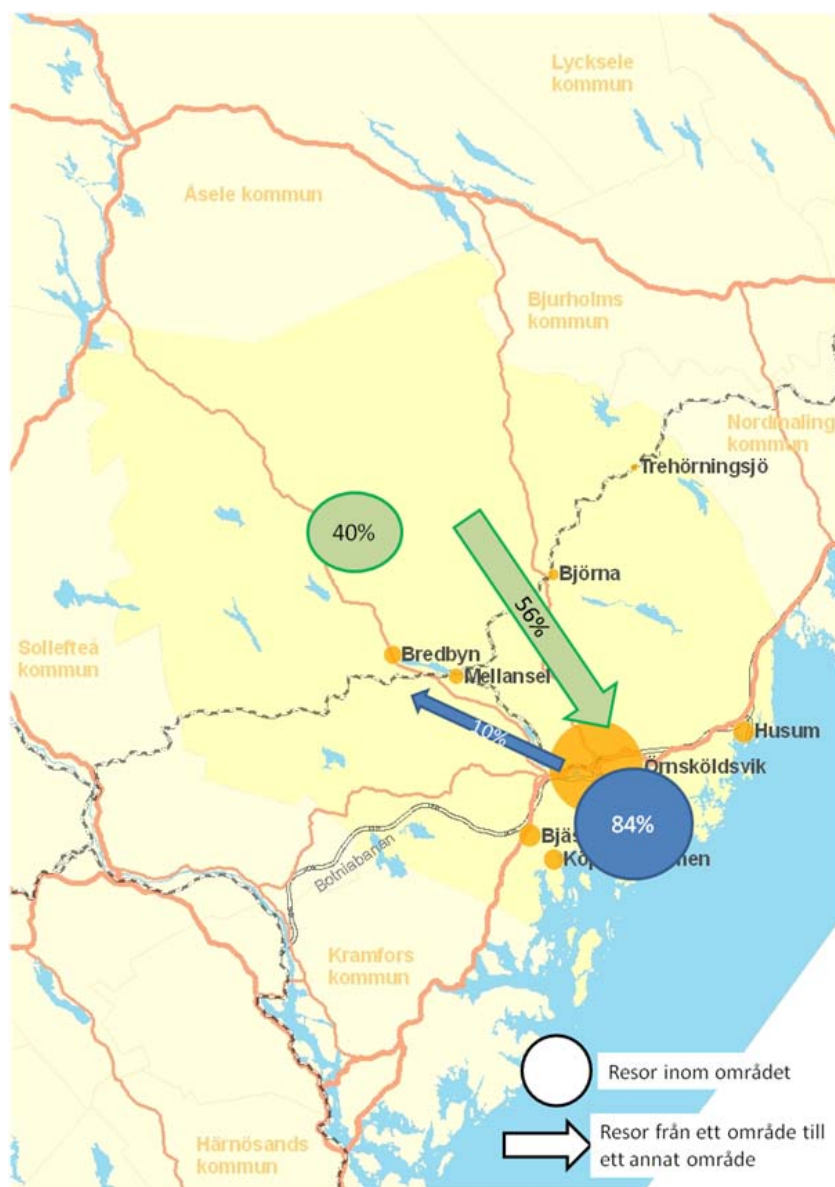 Lycksele
kommun
Åsele kommun
Bjurholms
kommun
Nordmaling
kommun
Trehörningsjö
40%
Björna
56%
Sollefteå
kommun
Bredbyn
Mellansel
10%
Husum
Örnsköldsvik
84%
Botniabanan
Kramfors
kommun
Resor inom området
Härnösands
kommun
Resor från ett område till
ett annat område